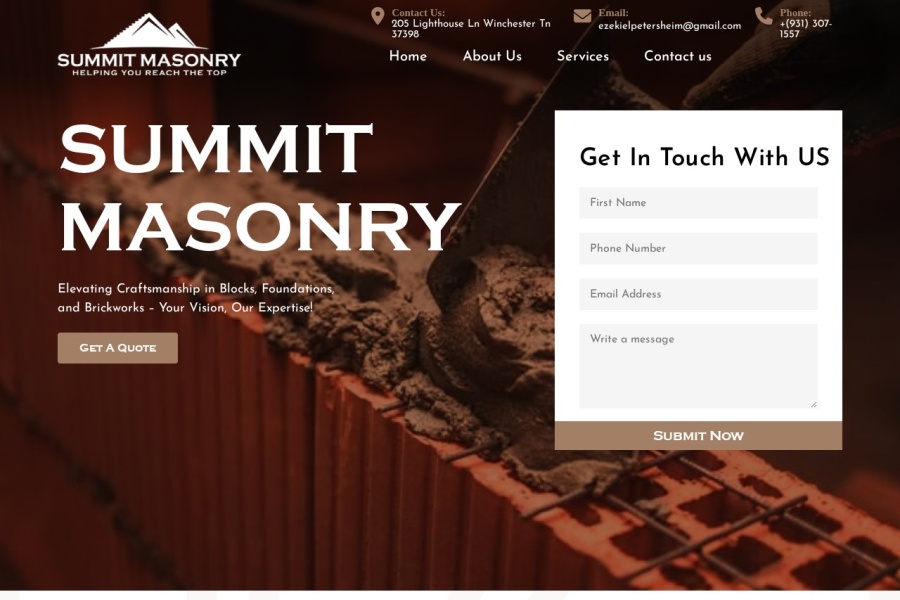 SUMMIT MASONRY
HELPING YOU REACH THE TOP
Contact Us:
205 Lighthouse Ln Winchester Tn
37398
Email:
ezekielpetersheim@gmail.com
Phone:
+(931) 307-
1557
Home
About Us
Services
Contact us
SUMMIT
MASONRY
Elevating Craftsmanship in Blocks, Foundations,
and Brickworks – Your Vision, Our Expertise!
Get A Quote
Get In Touch With US
First Name
Phone Number
Email Address
Write a message
Submit Now